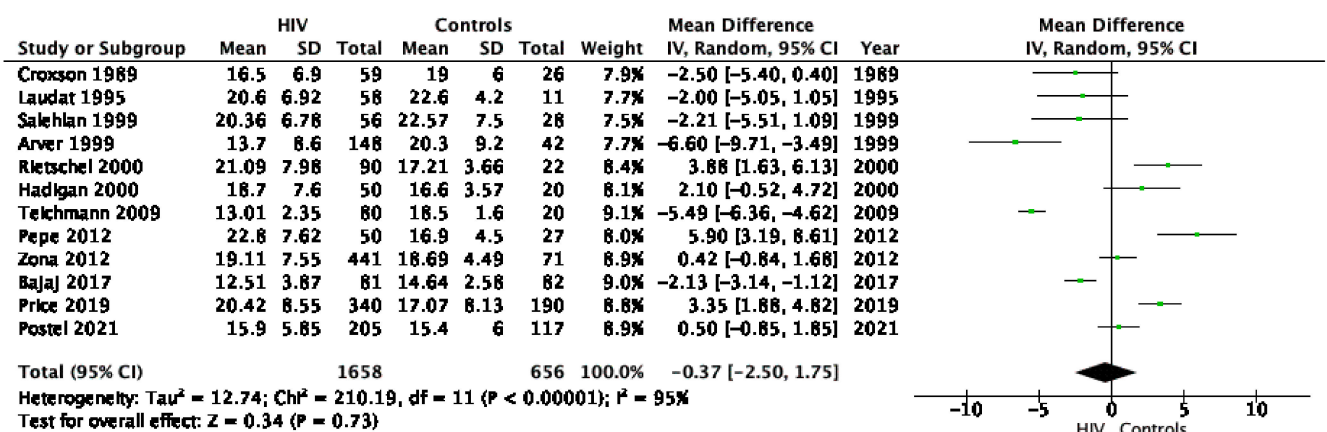 HIV Controls Mean Difference Mean Difference
Study or Subgroup Mean SD Total Mean SD Total Weight IV, Random, 95% CI Year IV, Random, 95% CI
Croxson 1989 16.5 6.9 59 19 6 26 7.9% −2.50 [−5.40, 0.40] 1989
Laudat 1995 20.6 6.92 58 22.6 4.2 11 7.7% −2.00 [−5.05, 1.05] 1995
Salehian 1999 20.36 6.78 56 22.57 7.5 28 7.5% −2.21 [−5.51, 1.09] 1999
Arver 1999 13.7 8.6 148 20.3 9.2 42 7.7% −6.60 [−9.71, −3.49] 1999
Rietschel 2000 21.09 7.98 90 17.21 3.66 22 8.4% 3.88 [1.63, 6.13] 2000
Hadigan 2000 18.7 7.6 50 16.6 3.57 20 8.1% 2.10 [−0.52, 4.72] 2000
Teichmann 2009 13.01 2.35 80 18.5 1.6 20 9.1% −5.49 [−6.36, −4.62] 2009
Pepe 2012 22.8 7.62 50 16.9 4.5 27 8.0% 5.90 [3.19, 8.61] 2012
Zona 2012 19.11 7.55 441 18.69 4.49 71 8.9% 0.42 [−0.84, 1.68] 2012
Bajaj 2017 12.51 3.87 81 14.64 2.58 82 9.0% −2.13 [−3.14, −1.12] 2017
Price 2019 20.42 8.55 340 17.07 8.13 190 8.8% 3.35 [1.88, 4.82] 2019
Postel 2021 15.9 5.85 205 15.4 6 117 8.9% 0.50 [−0.85, 1.85] 2021
Total (95% CI) 1658 656 100.0% −0.37 [−2.50, 1.75]
Heterogeneity: Tau² = 12.74; Chi² = 210.19, df = 11 (P < 0.00001); I² = 95%
Test for overall effect: Z = 0.34 (P = 0.73)
−10 −5 0 5 10
HIV Controls